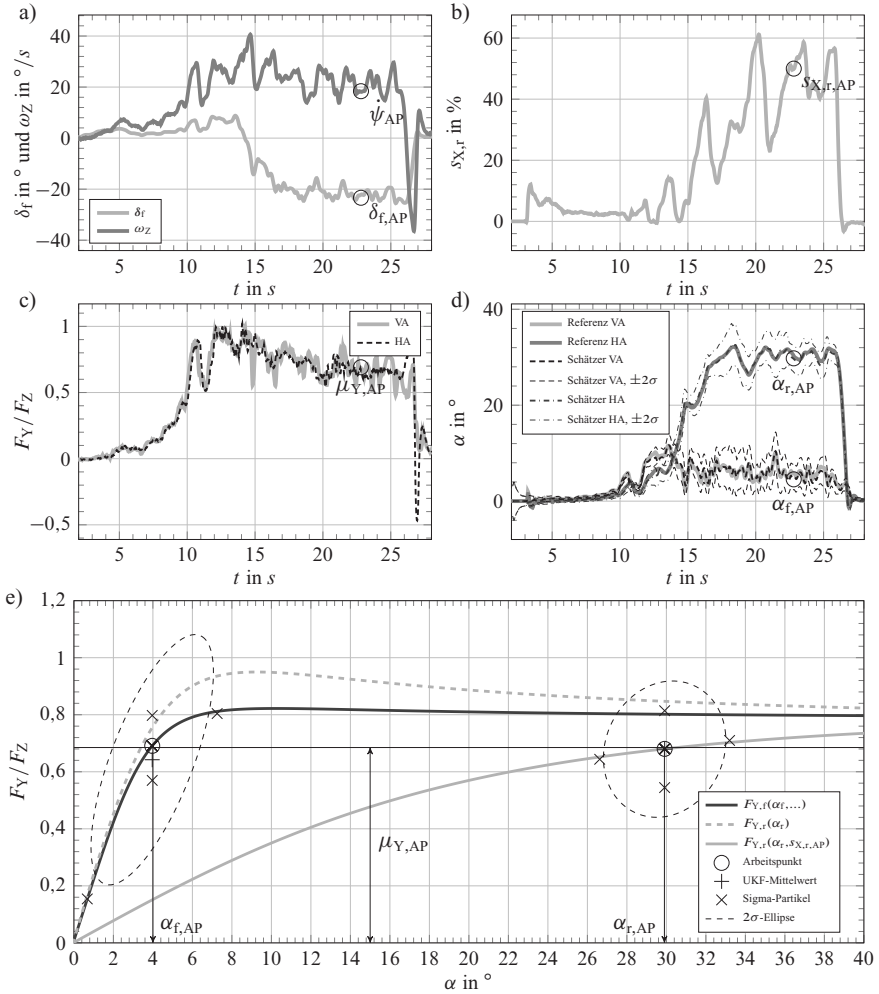 a)
δf in ° und ωZ in °/s
40
20
0
−20
−40
ψ̇AP
δf,AP
δf
ωZ
5
10
15
20
25
t in s
b)
sX,r in %
60
40
20
0
sX,r,AP
5
10
15
20
25
t in s
c)
FY/FZ
1
0,5
0
−0,5
VA
HA
μY,AP
5
10
15
20
25
t in s
d)
α in °
40
20
0
Referenz VA
Referenz HA
Schätzer VA
Schätzer VA, ±2σ
Schätzer HA
Schätzer HA, ±2σ
αr,AP
αf,AP
5
10
15
20
25
t in s
e)
FY/FZ
1,2
1
0,8
0,6
0,4
0,2
0
μY,AP
αf,AP
αr,AP
FY,f(αf,...)
FY,r(αr)
FY,r(αr,sX,r,AP)
Arbeitspunkt
UKF-Mittelwert
Sigma-Partikel
2σ-Ellipse
0 2 4 6 8 10 12 14 16 18 20 22 24 26 28 30 32 34 36 38 40
α in °